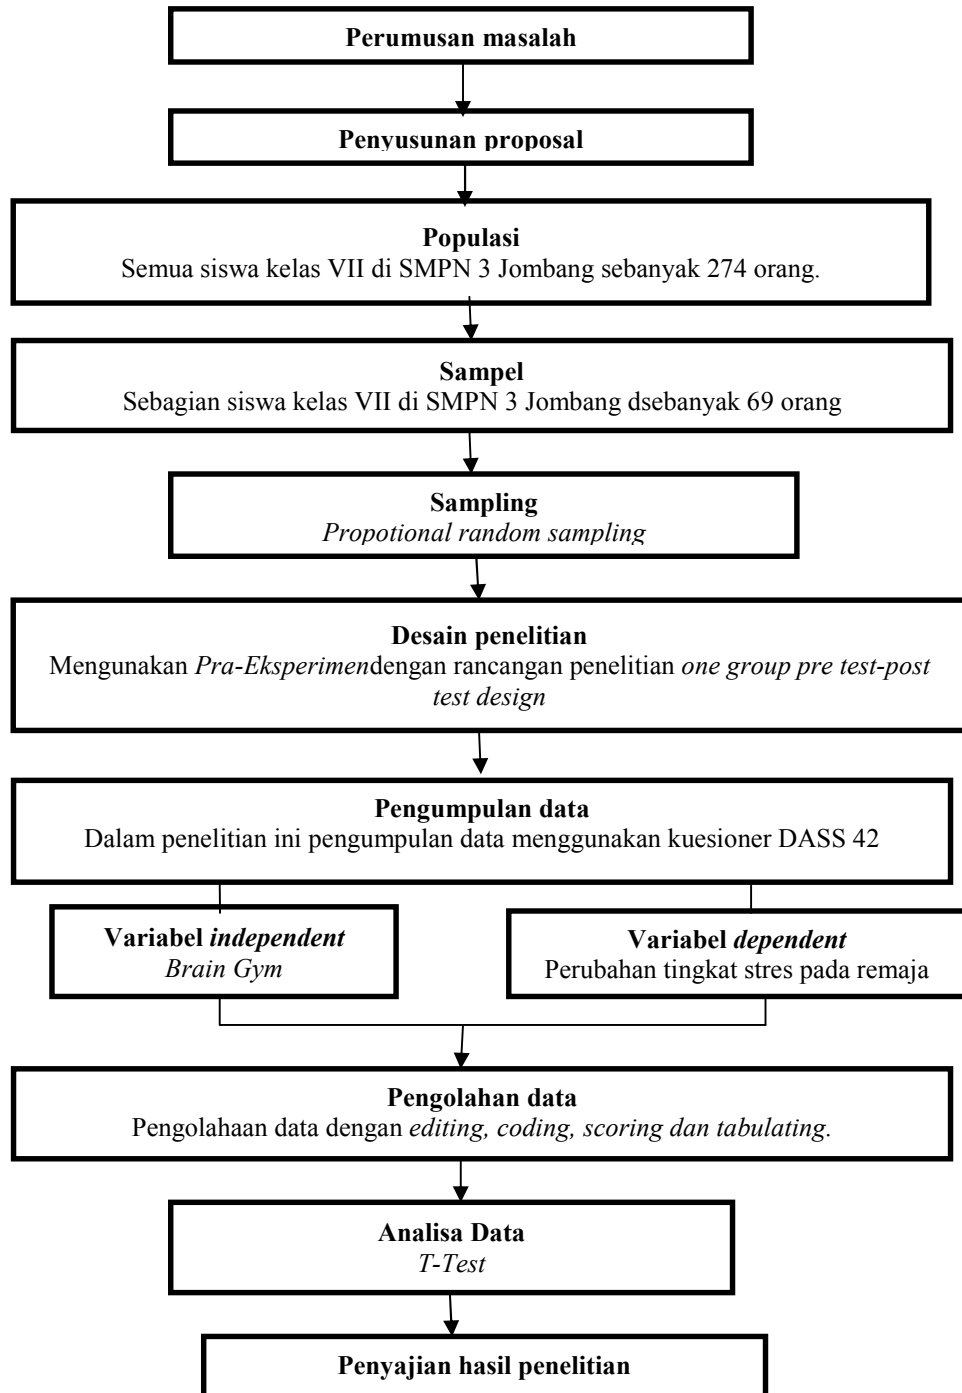 Perumusan masalah
Penyusunan proposal
Populasi
Semua siswa kelas VII di SMPN 3 Jombang sebanyak 274 orang.
Sampel
Sebagian siswa kelas VII di SMPN 3 Jombang dsebanyak 69 orang
Sampling
Propotional random sampling
Desain penelitian
Mengunakan Pra-Eksperimendengan rancangan penelitian one group pre test-post
test design
Pengumpulan data
Dalam penelitian ini pengumpulan data menggunakan kuesioner DASS 42
Variabel independent
Brain Gym
Variabel dependent
Perubahan tingkat stres pada remaja
Pengolahan data
Pengolahaan data dengan editing, coding, scoring dan tabulating.
Analisa Data
T-Test
Penyajian hasil penelitian